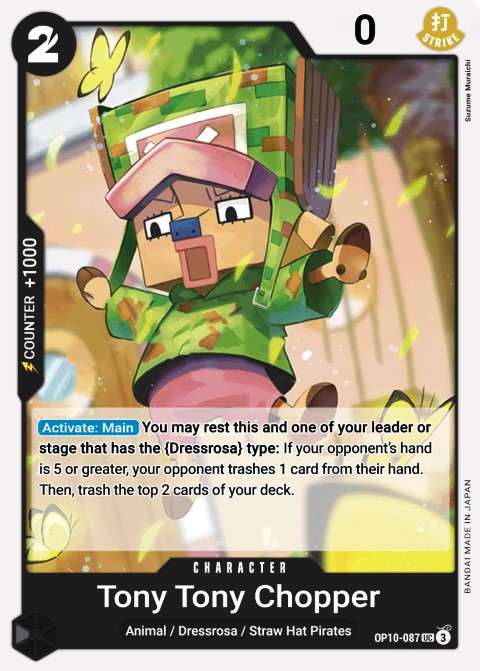 2
0
打
STRIKE
Suzume Muraichi
COUNTER +1000
Activate: Main You may rest this and one of your leader or
stage that has the {Dressrosa} type: If your opponent's hand
is 5 or greater, your opponent trashes 1 card from their hand.
Then, trash the top 2 cards of your deck.
BANDAI MADE IN JAPAN
CHARACTER
Tony Tony Chopper
Animal / Dressrosa / Straw Hat Pirates
OP10-087 UC 3